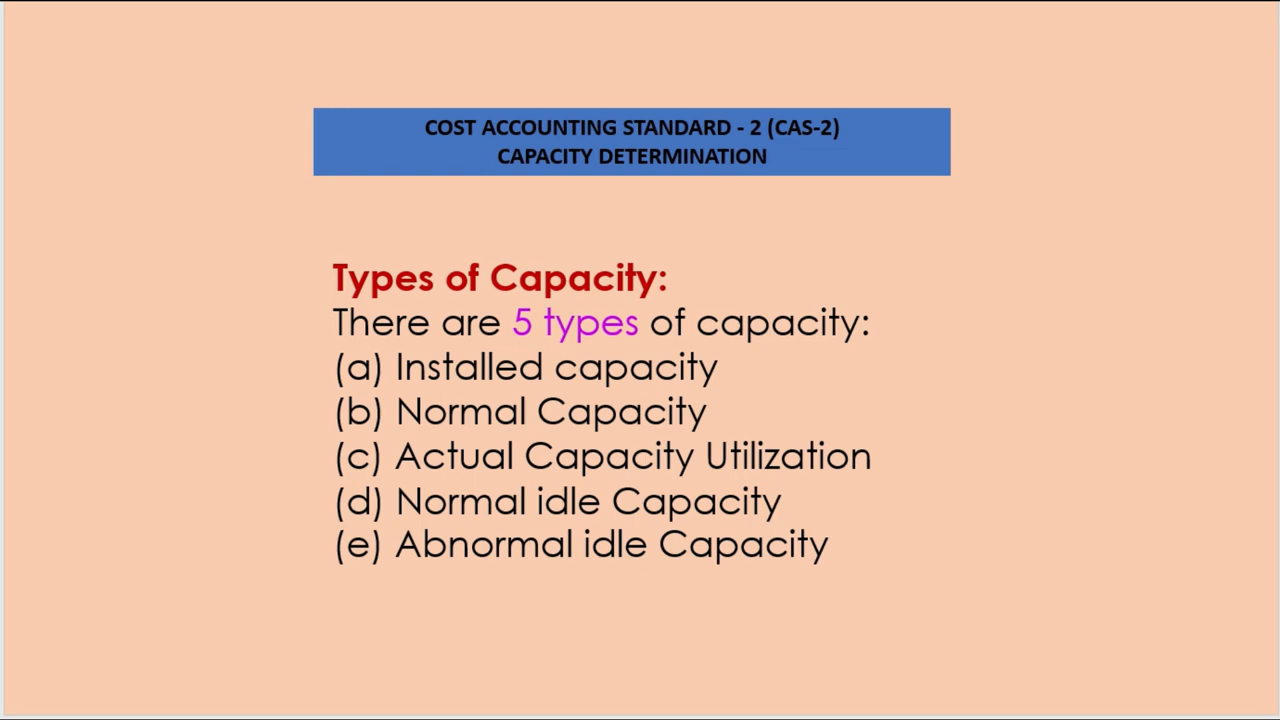 COST ACCOUNTING STANDARD - 2 (CAS-2)
CAPACITY DETERMINATION
Types of Capacity:
There are 5 types of capacity:
(a) Installed capacity
(b) Normal Capacity
(c) Actual Capacity Utilization
(d) Normal idle Capacity
(e) Abnormal idle Capacity